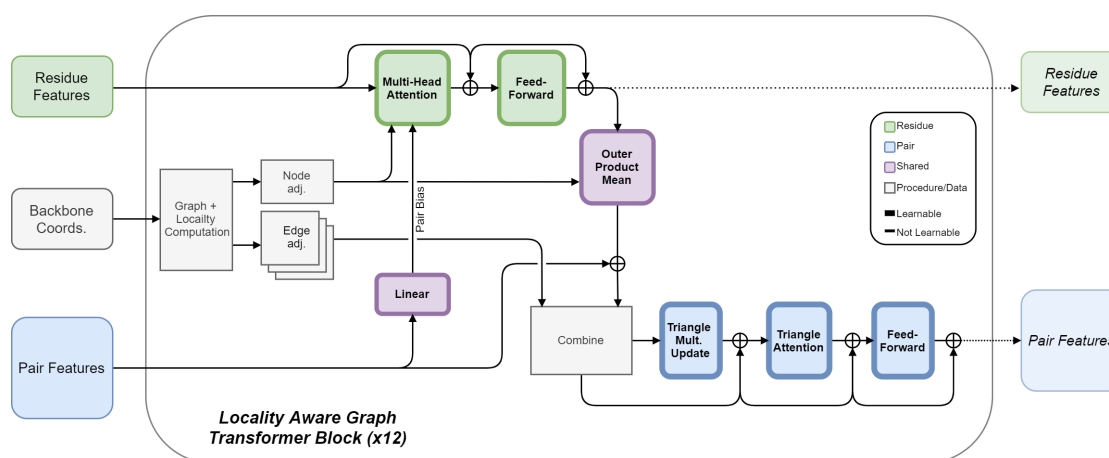 Residue
Features
Multi-Head
Attention
Feed-
Forward
Residue
Features
Residue
Pair
Shared
Procedure/Data
Learnable
Not Learnable
Outer
Product
Mean
Node
adj.
Backbone
Coords.
Graph +
Locailty
Computation
Pair Bias
Edge
adj.
Linear
Pair Features
Combine
Triangle
Mult.
Update
Triangle
Attention
Feed-
Forward
Pair Features
Locality Aware Graph
Transformer Block (x12)